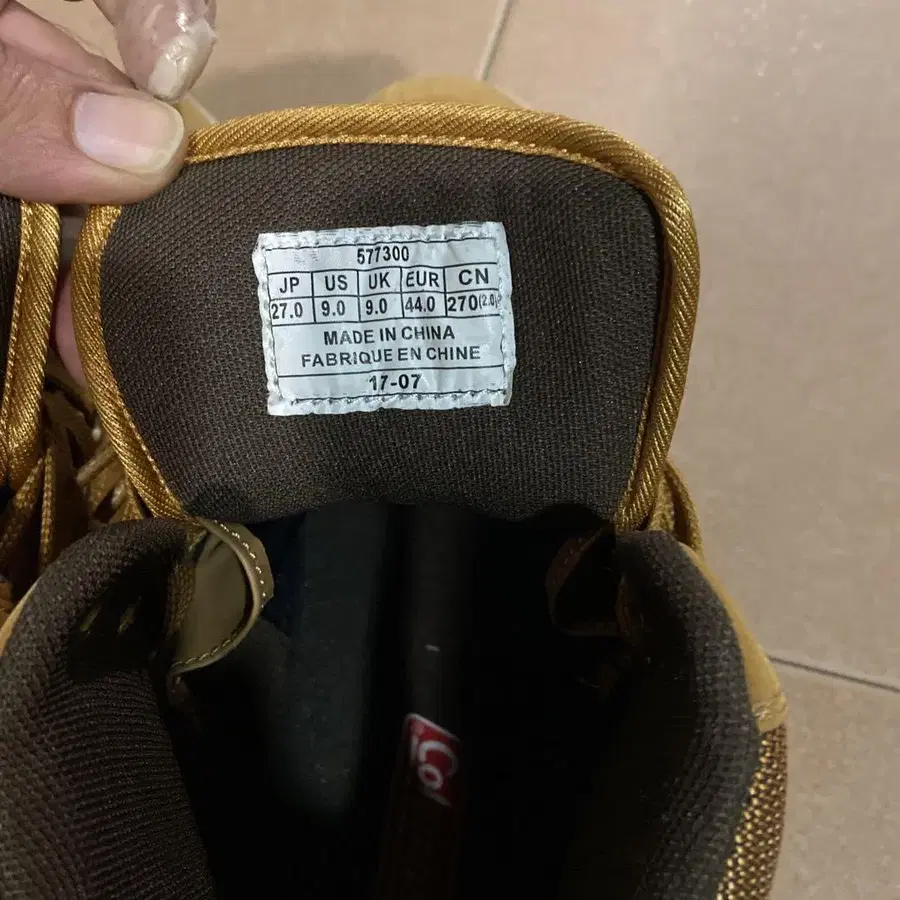 577300
JP US UK EUR CN
27.0 9.0 9.0 44.0 270(2.0)
MADE IN CHINA
FABRIQUE EN CHINE
17-07
Co